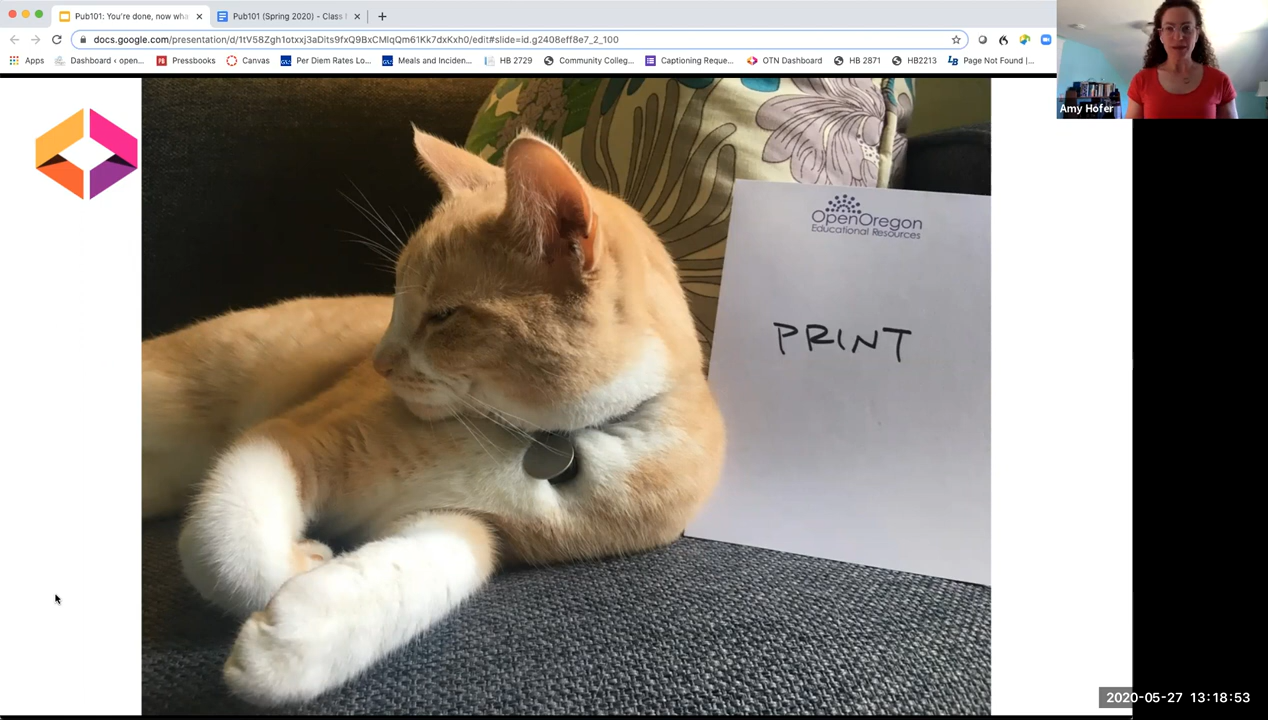 Pub101: You're done, now wha
Pub101 (Spring 2020) - Class
docs.google.com/presentation/d/1tV58Zgh1otxxj3aDits9fxQ9BxCMlqQm61Kk7dxKxh0/edit#slide=id.g2408eff8e7_2_100
Apps
Dashboard ‹ open...
Pressbooks
Canvas
Per Diem Rates Lo...
Meals and Inciden...
HB 2729
Community Colleg...
Captioning Reque...
OTN Dashboard
HB 2871
HB2213
Page Not Found |...
Amy Hofer
OpenOregon
Educational Resources
PRINT
2020-05-27 13:18:53